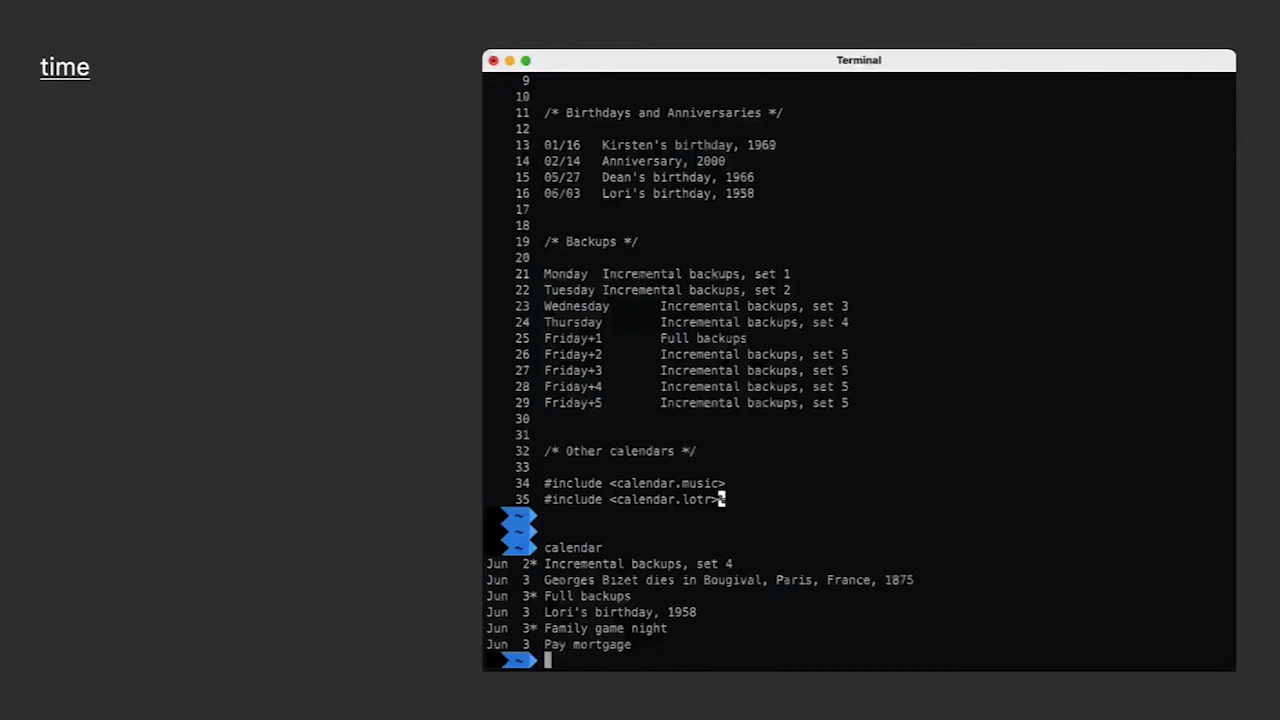 time
Terminal
9
10
11 /* Birthdays and Anniversaries */
12
13 01/16 Kirsten's birthday, 1969
14 02/14 Anniversary, 2000
15 05/27 Dean's birthday, 1966
16 06/03 Lori's birthday, 1958
17
18
19 /* Backups */
20
21 Monday Incremental backups, set 1
22 Tuesday Incremental backups, set 2
23 Wednesday Incremental backups, set 3
24 Thursday Incremental backups, set 4
25 Friday+1 Full backups
26 Friday+2 Incremental backups, set 5
27 Friday+3 Incremental backups, set 5
28 Friday+4 Incremental backups, set 5
29 Friday+5 Incremental backups, set 5
30
31
32 /* Other calendars */
33
34 #include <calendar.music>
35 #include <calendar.lotr>%
~
~
~ calendar
Jun 2* Incremental backups, set 4
Jun 3 Georges Bizet dies in Bougival, Paris, France, 1875
Jun 3* Full backups
Jun 3 Lori's birthday, 1958
Jun 3* Family game night
Jun 3 Pay mortgage
~